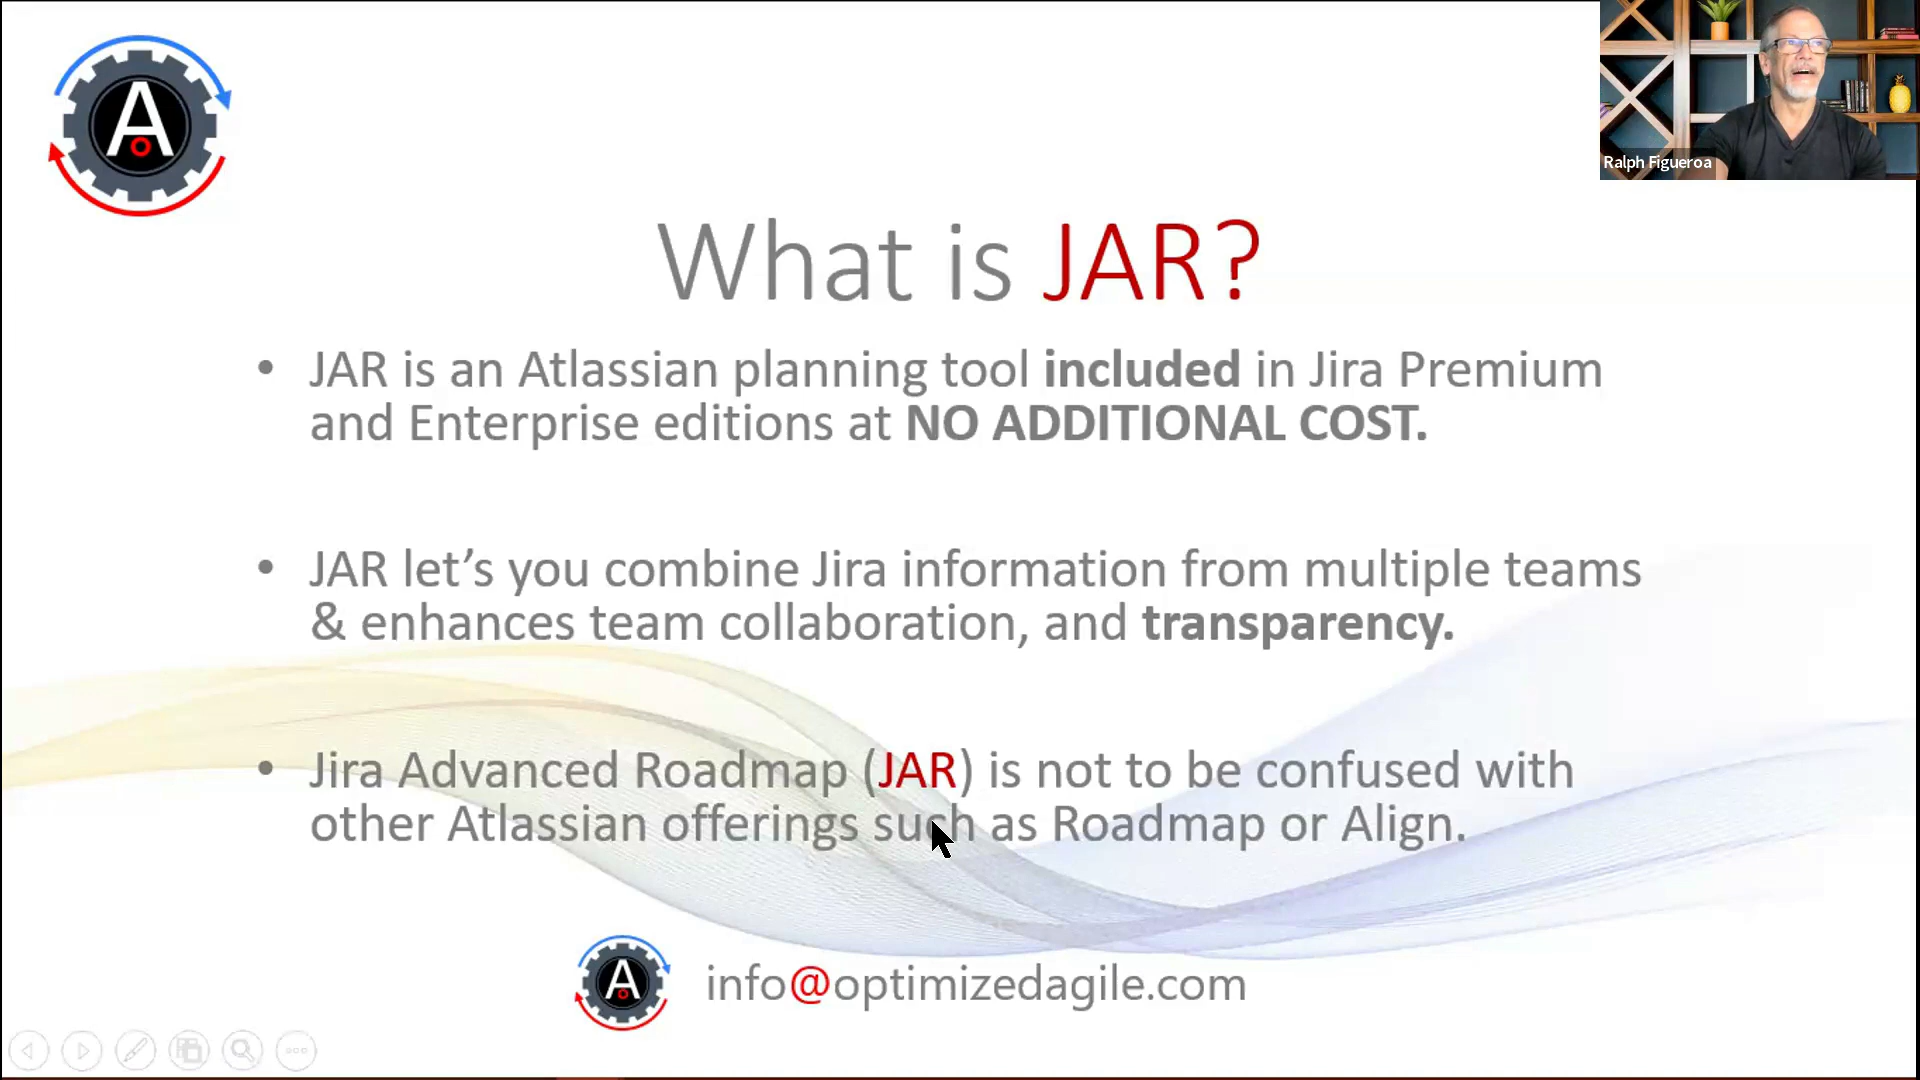 A
Ralph Figueroa
What is JAR?
• JAR is an Atlassian planning tool included in Jira Premium
and Enterprise editions at NO ADDITIONAL COST.
• JAR let’s you combine Jira information from multiple teams
& enhances team collaboration, and transparency.
• Jira Advanced Roadmap (JAR) is not to be confused with
other Atlassian offerings such as Roadmap or Align.
A
info@optimizedagile.com